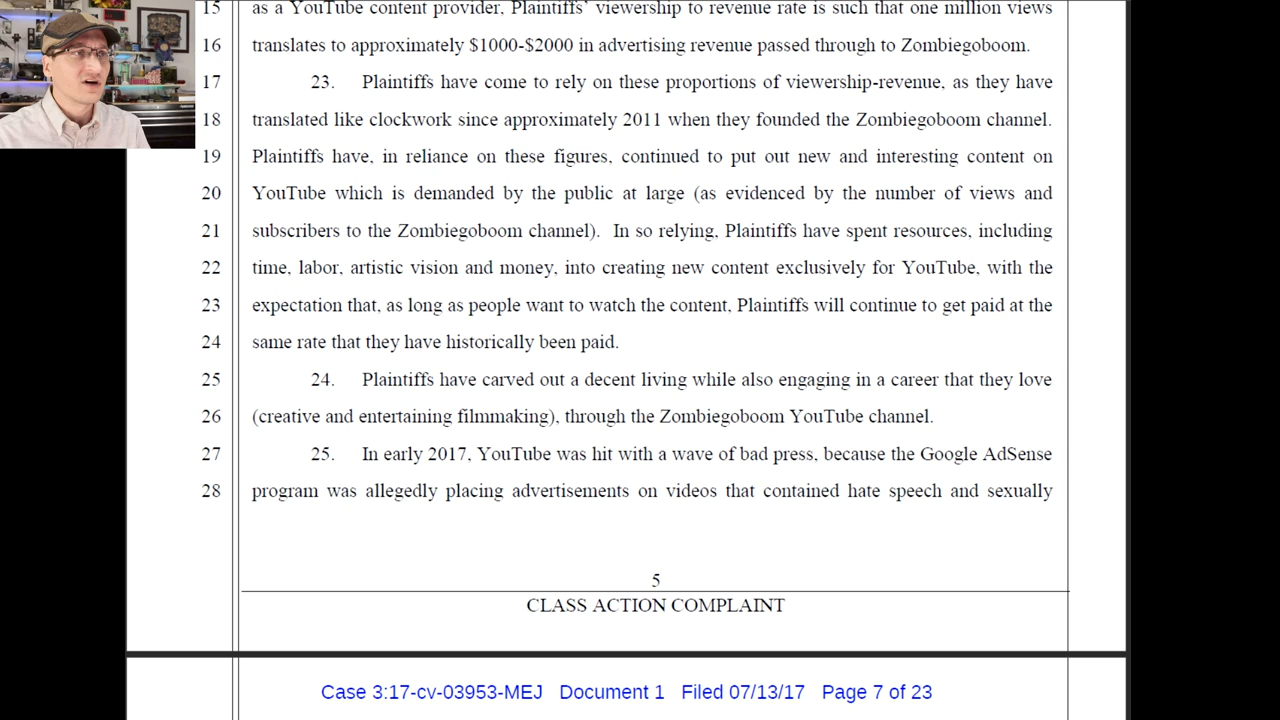 15 as a YouTube content provider, Plaintiffs' viewership to revenue rate is such that one million views
16 translates to approximately $1000-$2000 in advertising revenue passed through to Zombiegoboom.
17 23. Plaintiffs have come to rely on these proportions of viewership-revenue, as they have
18 translated like clockwork since approximately 2011 when they founded the Zombiegoboom channel.
19 Plaintiffs have, in reliance on these figures, continued to put out new and interesting content on
20 YouTube which is demanded by the public at large (as evidenced by the number of views and
21 subscribers to the Zombiegoboom channel). In so relying, Plaintiffs have spent resources, including
22 time, labor, artistic vision and money, into creating new content exclusively for YouTube, with the
23 expectation that, as long as people want to watch the content, Plaintiffs will continue to get paid at the
24 same rate that they have historically been paid.
25 24. Plaintiffs have carved out a decent living while also engaging in a career that they love
26 (creative and entertaining filmmaking), through the Zombiegoboom YouTube channel.
27 25. In early 2017, YouTube was hit with a wave of bad press, because the Google AdSense
28 program was allegedly placing advertisements on videos that contained hate speech and sexually
5
CLASS ACTION COMPLAINT
Case 3:17-cv-03953-MEJ Document 1 Filed 07/13/17 Page 7 of 23